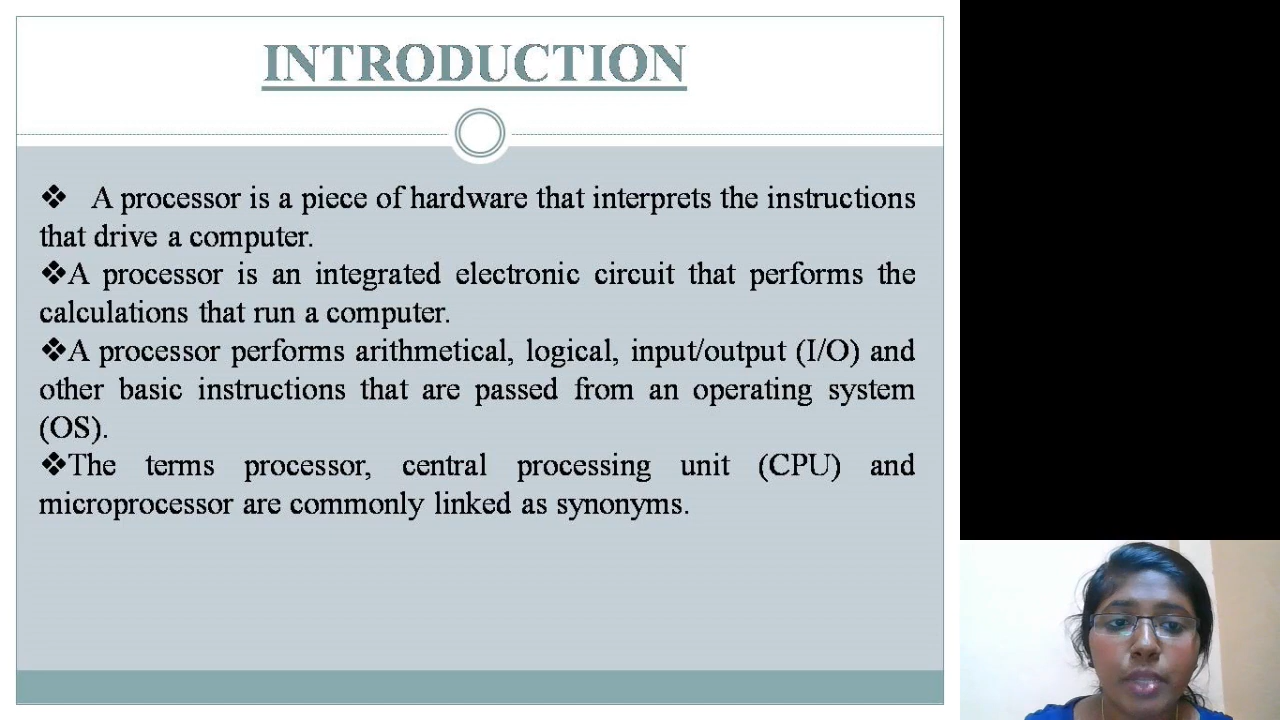 INTRODUCTION
❖ A processor is a piece of hardware that interprets the instructions
that drive a computer.
❖A processor is an integrated electronic circuit that performs the
calculations that run a computer.
❖A processor performs arithmetical, logical, input/output (I/O) and
other basic instructions that are passed from an operating system
(OS).
❖The terms processor, central processing unit (CPU) and
microprocessor are commonly linked as synonyms.